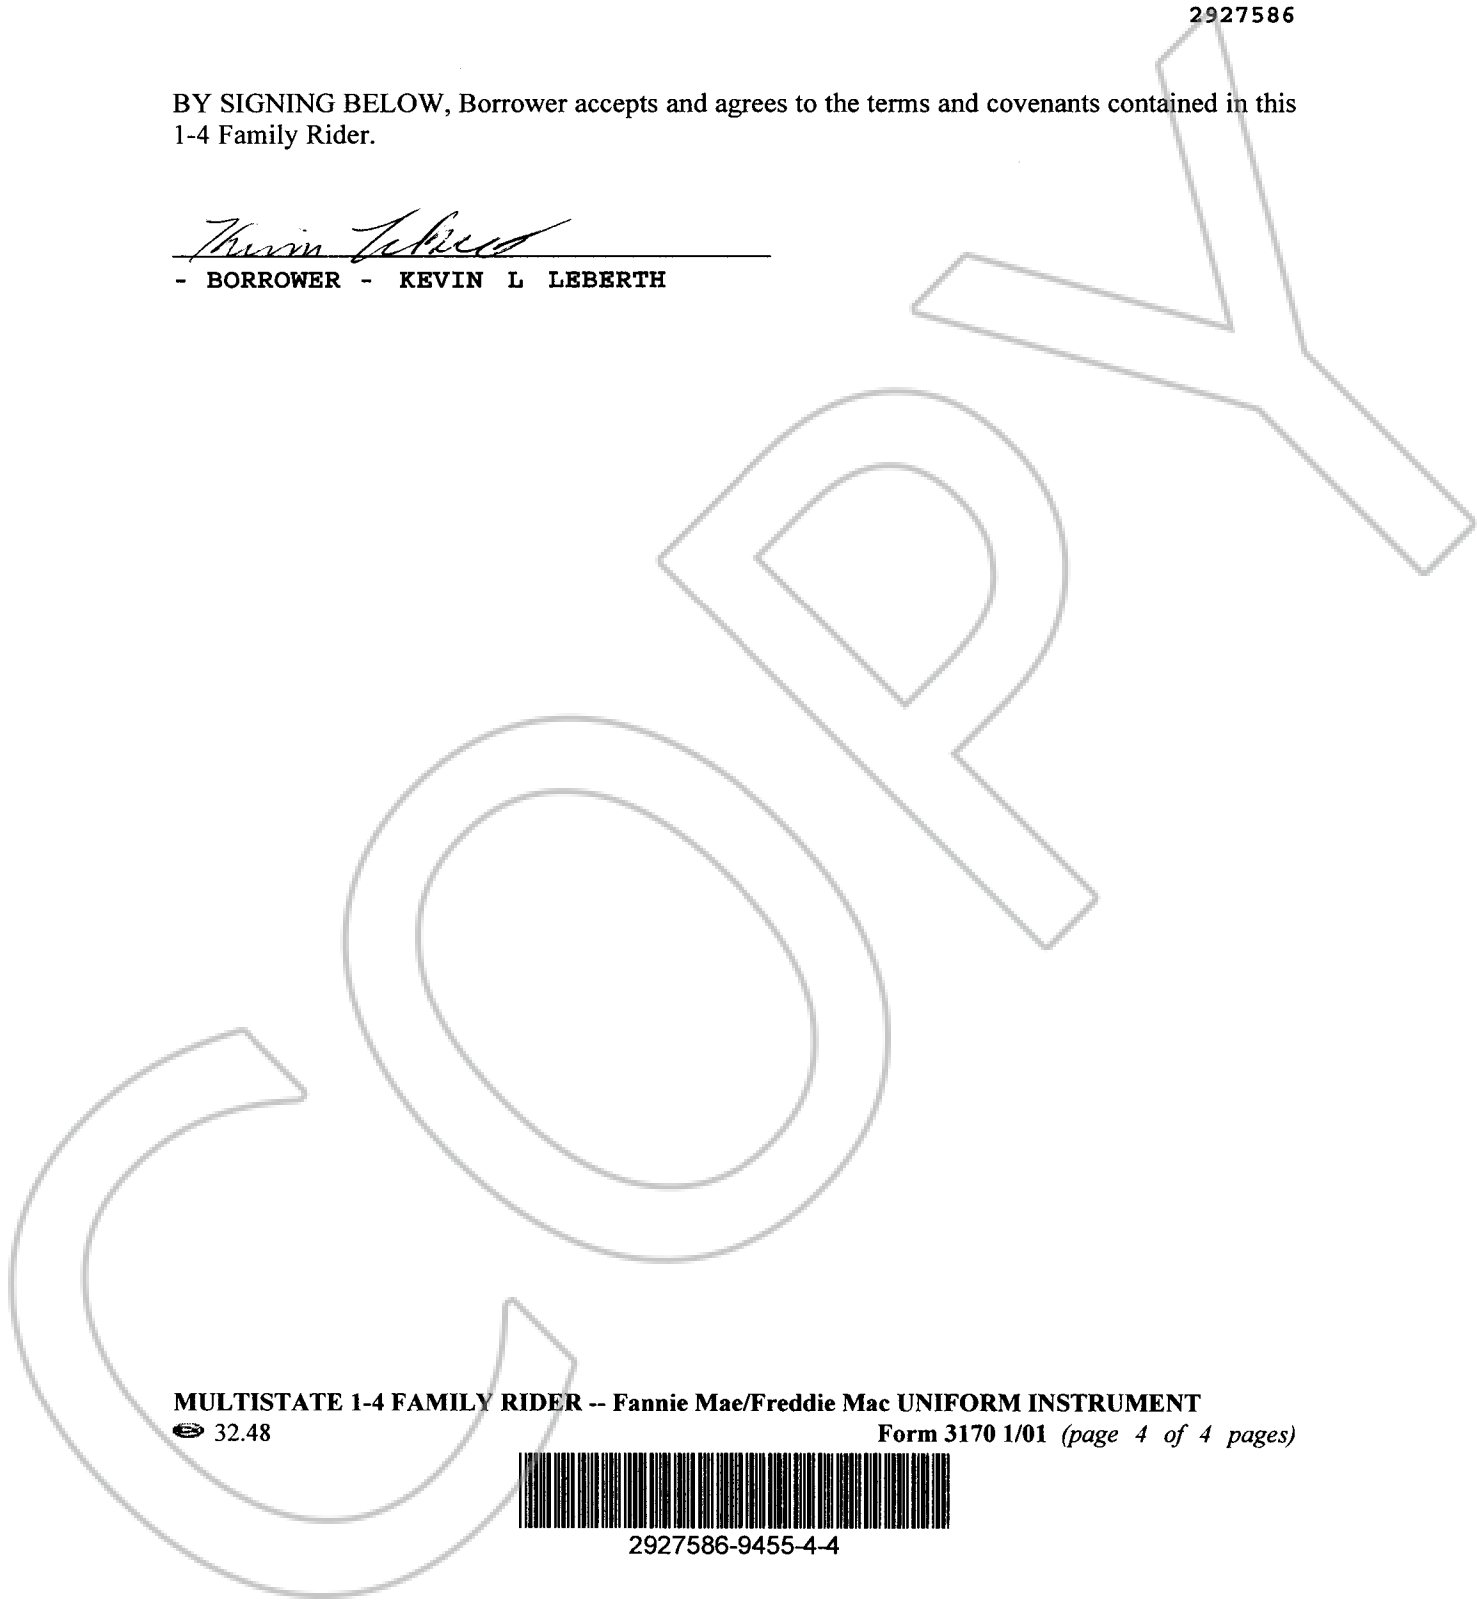 2927586
BY SIGNING BELOW, Borrower accepts and agrees to the terms and covenants contained in this
1-4 Family Rider.
Kevin Leberth
- BORROWER - KEVIN L LEBERTH
COPY
MULTISTATE 1-4 FAMILY RIDER -- Fannie Mae/Freddie Mac UNIFORM INSTRUMENT
32.48 Form 3170 1/01 (page 4 of 4 pages)
2927586-9455-4-4